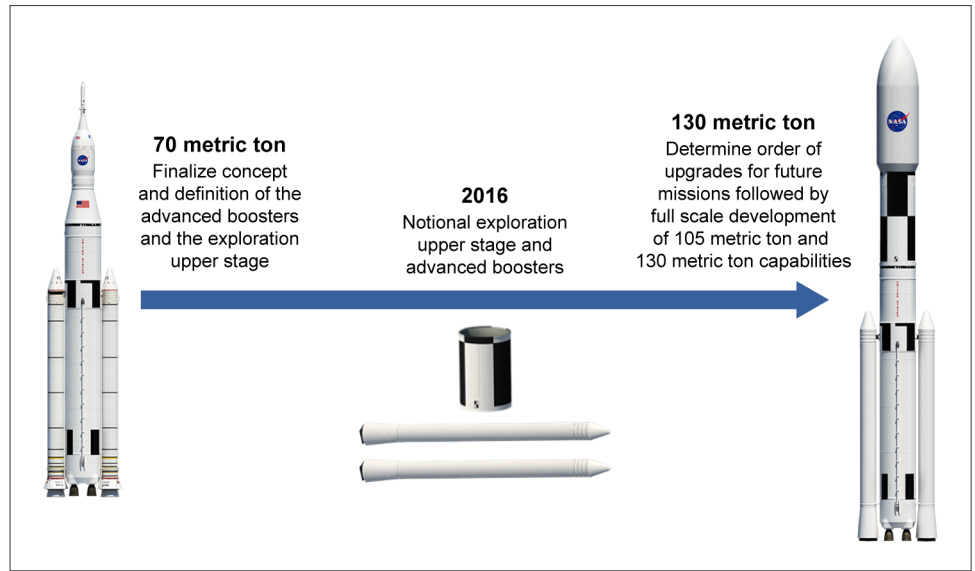 70 metric ton
Finalize concept
and definition of the
advanced boosters
and the exploration
upper stage
2016
Notional exploration
upper stage and
advanced boosters
130 metric ton
Determine order of
upgrades for future
missions followed by
full scale development
of 105 metric ton and
130 metric ton capabilities
NASA
NASA